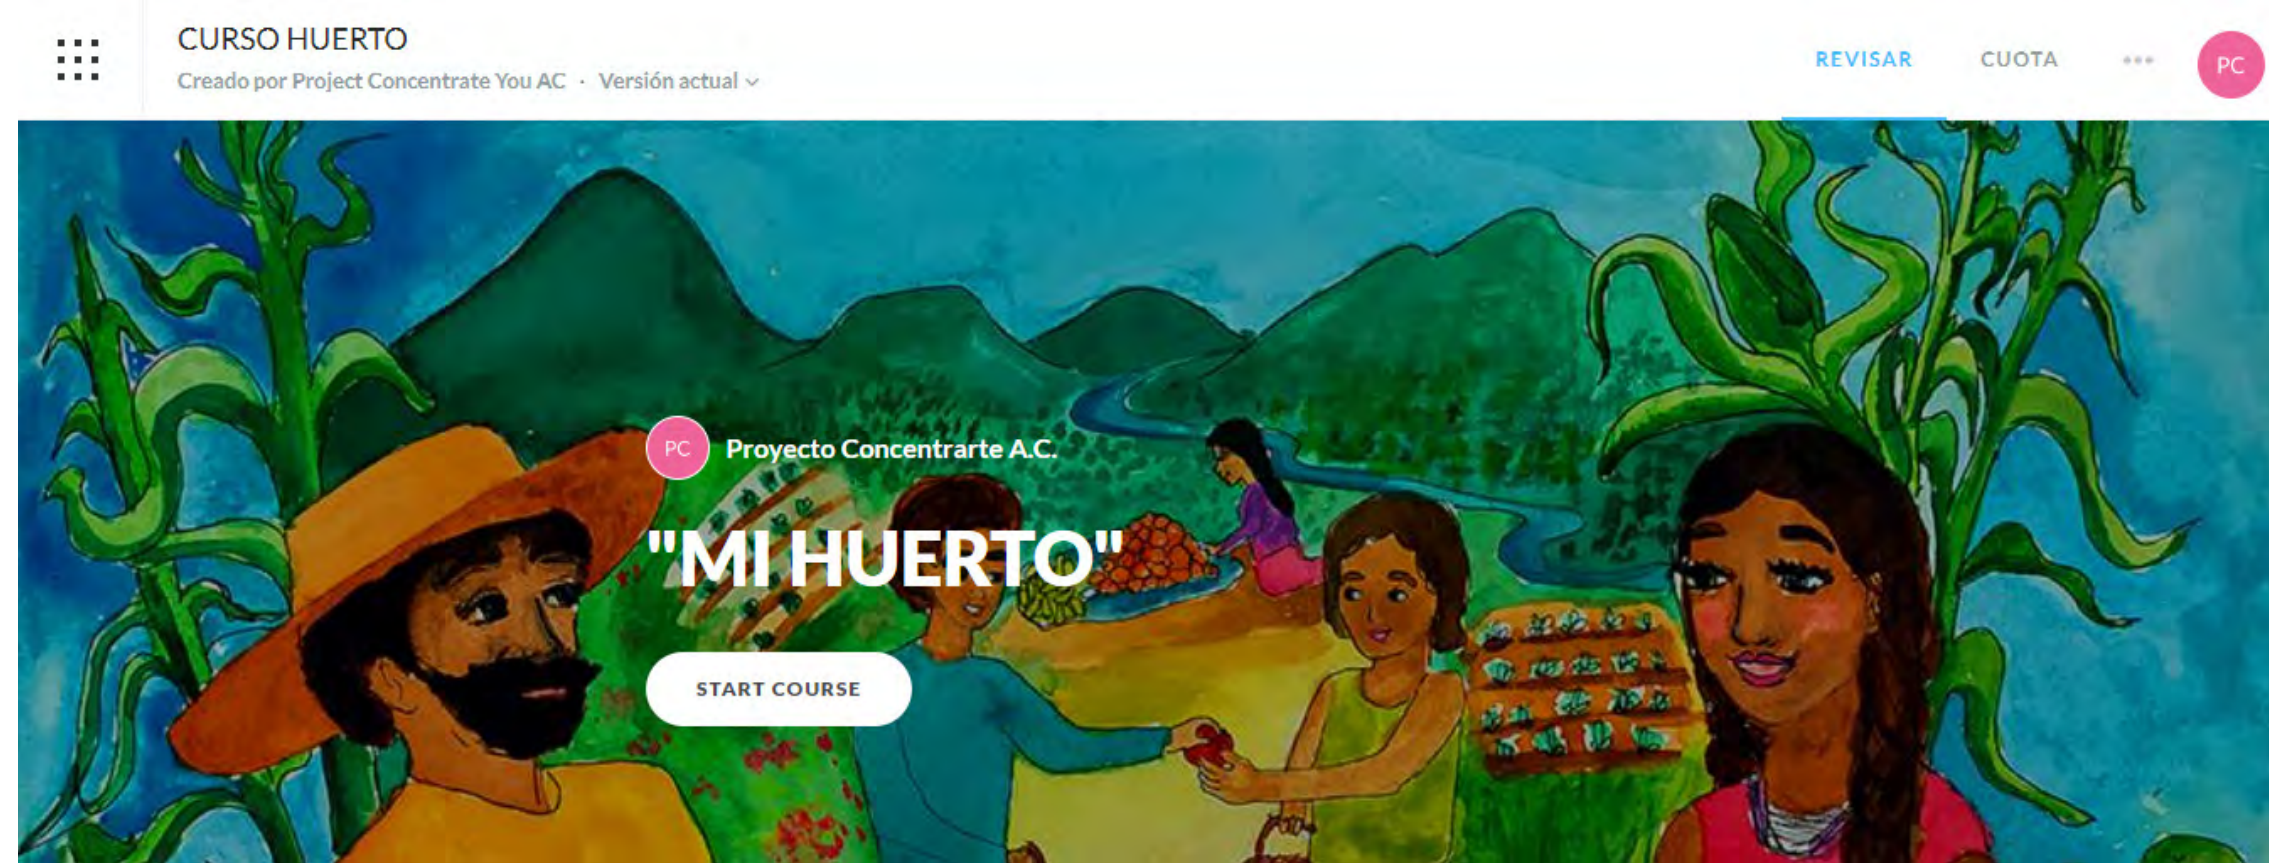 CURSO HUERTO
Creado por Project Concentrate You AC · Versión actual
REVISAR
CUOTA
PC
PC
Proyecto Concentrarte A.C.
"MI HUERTO"
START COURSE